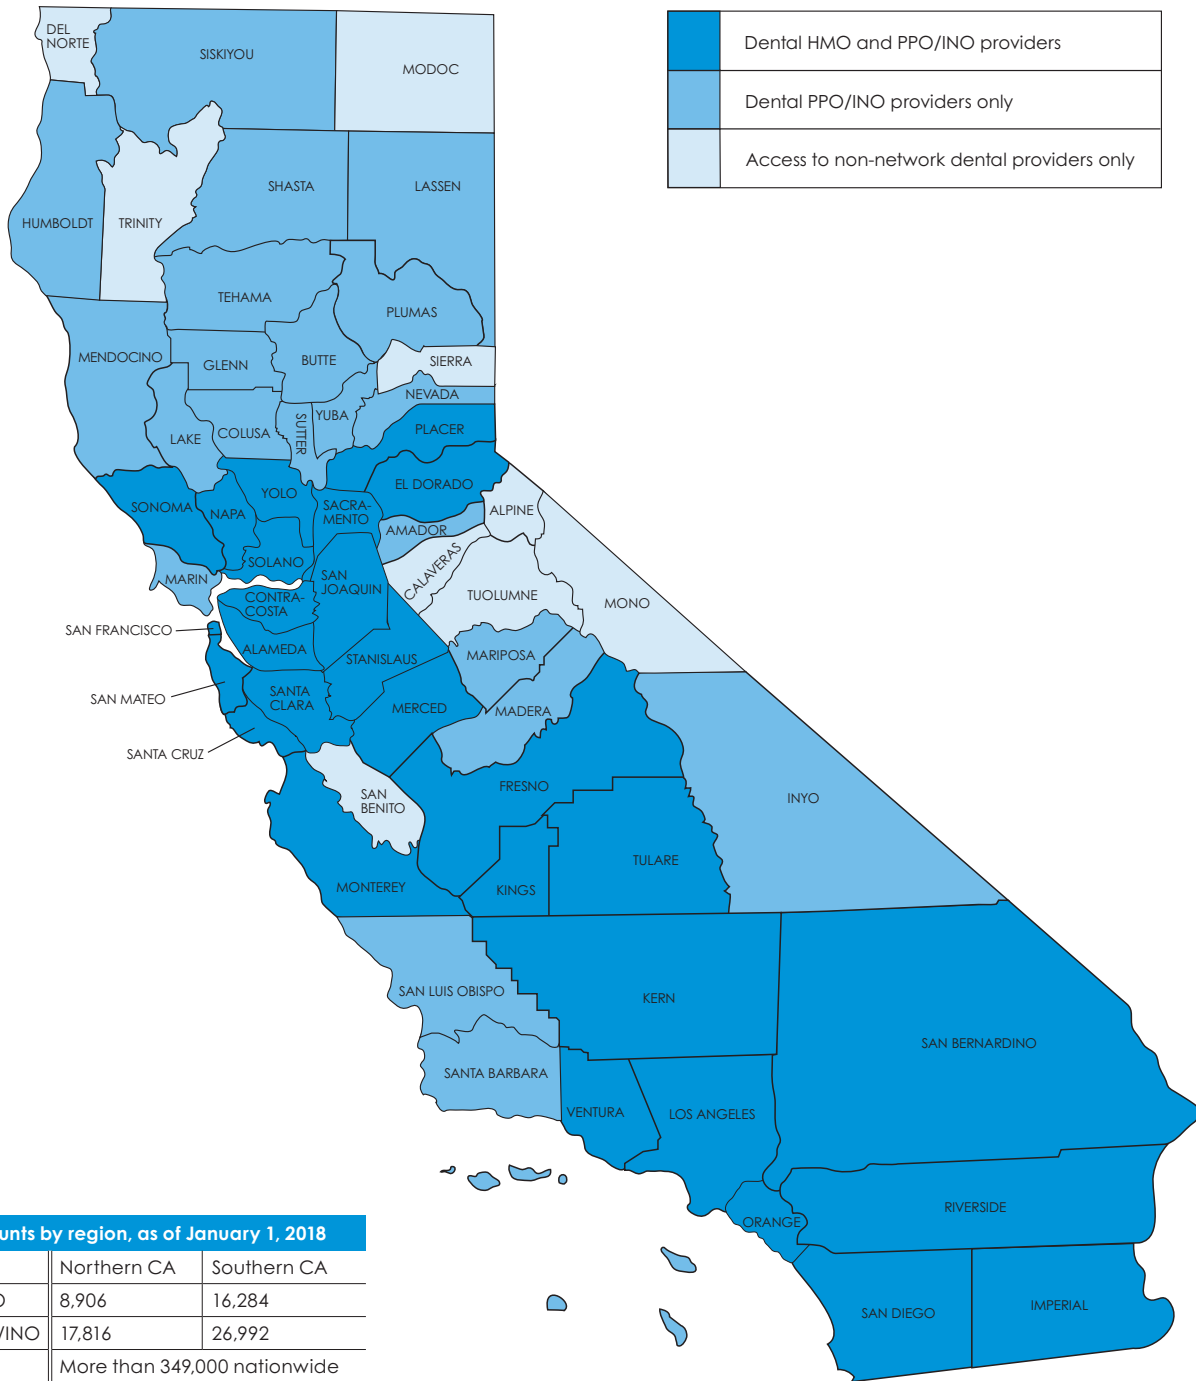 DEL
NORTE
SISKIYOU
MODOC
Dental HMO and PPO/INO providers
Dental PPO/INO providers only
Access to non-network dental providers only
SHASTA
LASSEN
HUMBOLDT
TRINITY
TEHAMA
PLUMAS
MENDOCINO
GLENN
BUTTE
SIERRA
NEVADA
LAKE
COLUSA
SUTTER
YUBA
PLACER
EL DORADO
SONOMA
NAPA
YOLO
SACRA-
MENTO
ALPINE
AMADOR
CALAVERAS
MARIN
SOLANO
SAN
JOAQUIN
TUOLUMNE
MONO
CONTRA-
COSTA
SAN FRANCISCO
ALAMEDA
STANISLAUS
MARIPOSA
SAN MATEO
SANTA
CLARA
MERCED
MADERA
SANTA CRUZ
SAN
BENITO
FRESNO
INYO
TULARE
MONTEREY
KINGS
SAN LUIS OBISPO
KERN
SAN BERNARDINO
SANTA BARBARA
VENTURA
LOS ANGELES
RIVERSIDE
ORANGE
SAN DIEGO
IMPERIAL
unts by region, as of January 1, 2018
Northern CA Southern CA
O 8,906 16,284
/INO 17,816 26,992
More than 349,000 nationwide